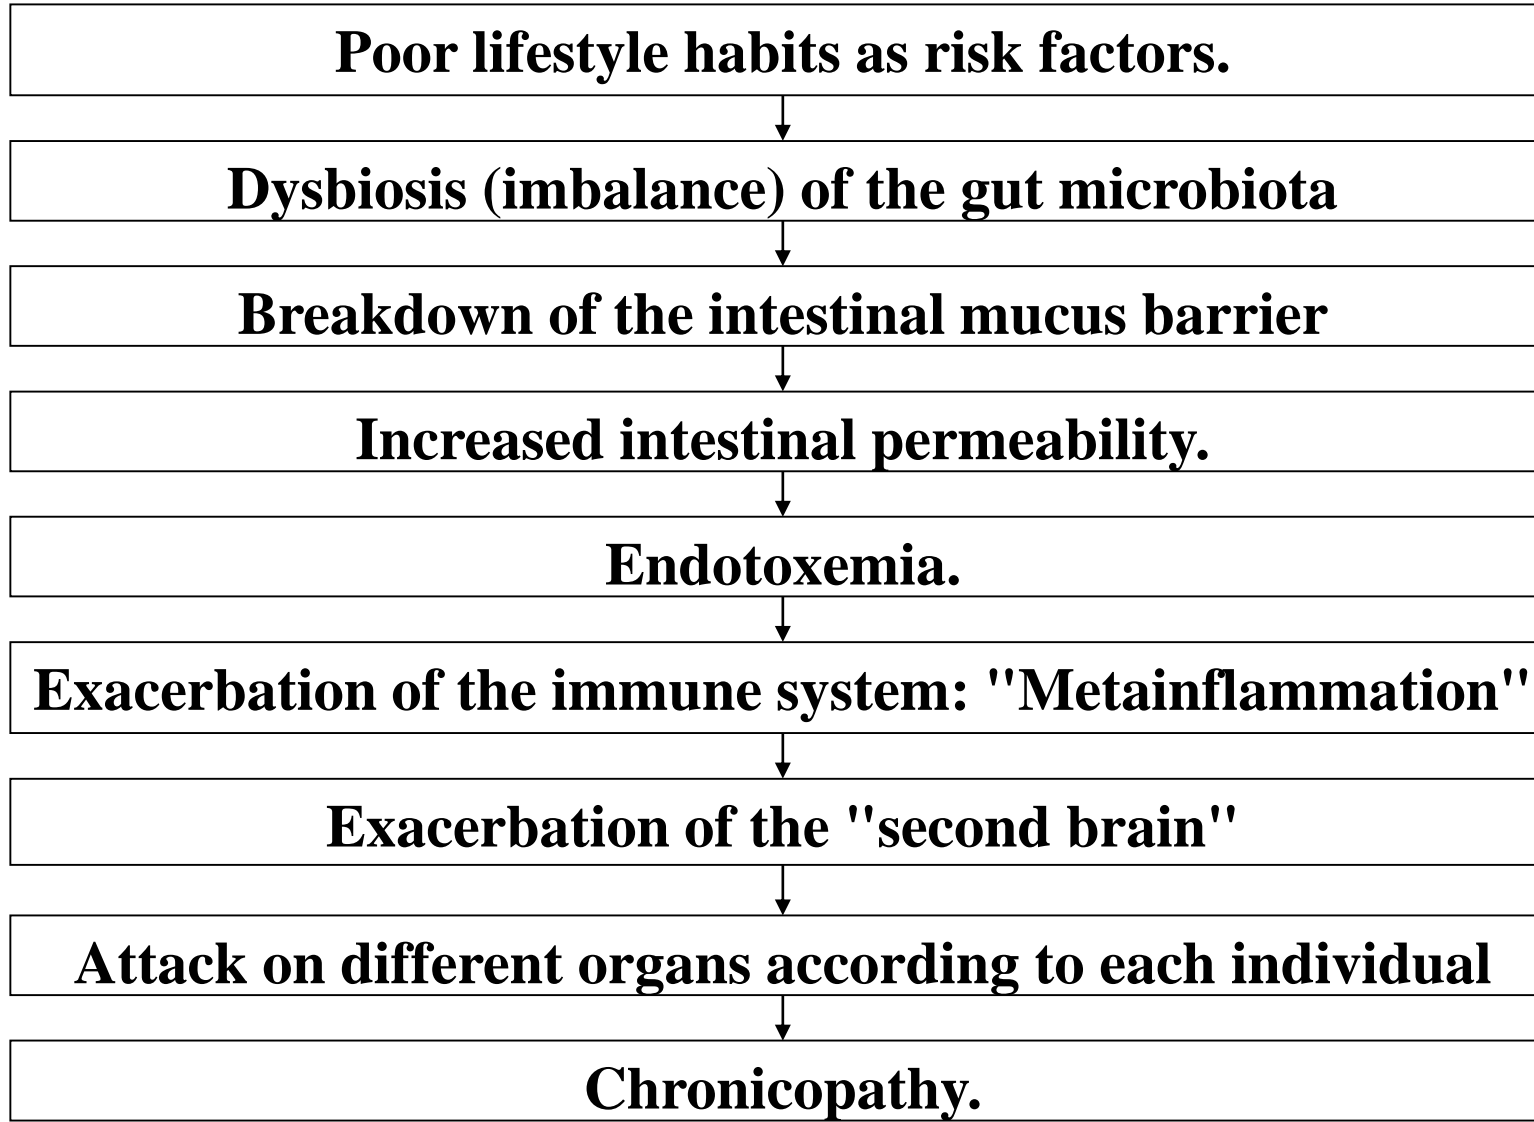 Poor lifestyle habits as risk factors.
Dysbiosis (imbalance) of the gut microbiota
Breakdown of the intestinal mucus barrier
Increased intestinal permeability.
Endotoxemia.
Exacerbation of the immune system: "Metainflammation"
Exacerbation of the "second brain"
Attack on different organs according to each individual
Chronicopathy.